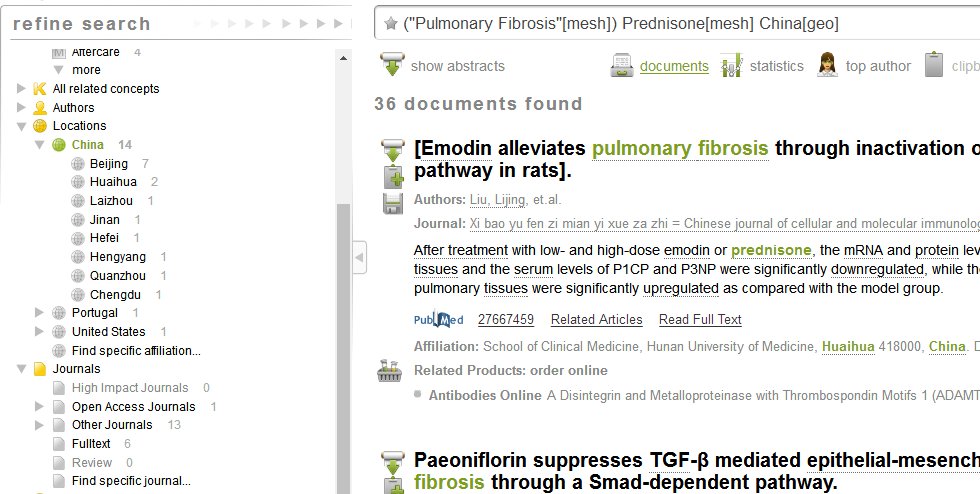 refine search
Aftercare 4
more
All related concepts
Authors
Locations
China 14
Beijing 7
Huaihua 2
Laizhou 1
Jinan 1
Hefei 1
Hengyang 1
Quanzhou 1
Chengdu 1
Portugal 1
United States 1
Find specific affiliation...
Journals
High Impact Journals 0
Open Access Journals 1
Other Journals 13
Fulltext 6
Review 0
Find specific journal...
("Pulmonary Fibrosis"[mesh]) Prednisone[mesh] China[geo]
show abstracts documents statistics top author clipb
36 documents found
[Emodin alleviates pulmonary fibrosis through inactivation o
pathway in rats].
Authors: Liu, Lijing, et.al.
Journal: Xi bao yu fen zi mian yi xue za zhi = Chinese journal of cellular and molecular immunolog
After treatment with low- and high-dose emodin or prednisone, the mRNA and protein lev
tissues and the serum levels of P1CP and P3NP were significantly downregulated, while the
pulmonary tissues were significantly upregulated as compared with the model group.
PubMed 27667459 Related Articles Read Full Text
Affiliation: School of Clinical Medicine, Hunan University of Medicine, Huaihua 418000, China. D
Related Products: order online
Antibodies Online A Disintegrin and Metalloproteinase with Thrombospondin Motifs 1 (ADAMT
Paeoniflorin suppresses TGF-β mediated epithelial-mesench
fibrosis through a Smad-dependent pathway.